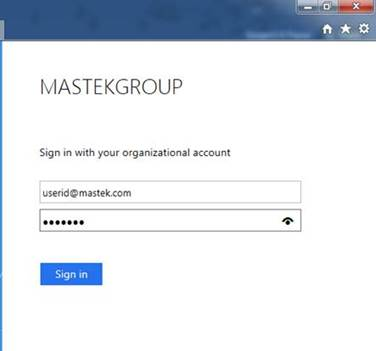 MASTEKGROUP
Sign in with your organizational account
userid@mastek.com
•••••••
Sign in